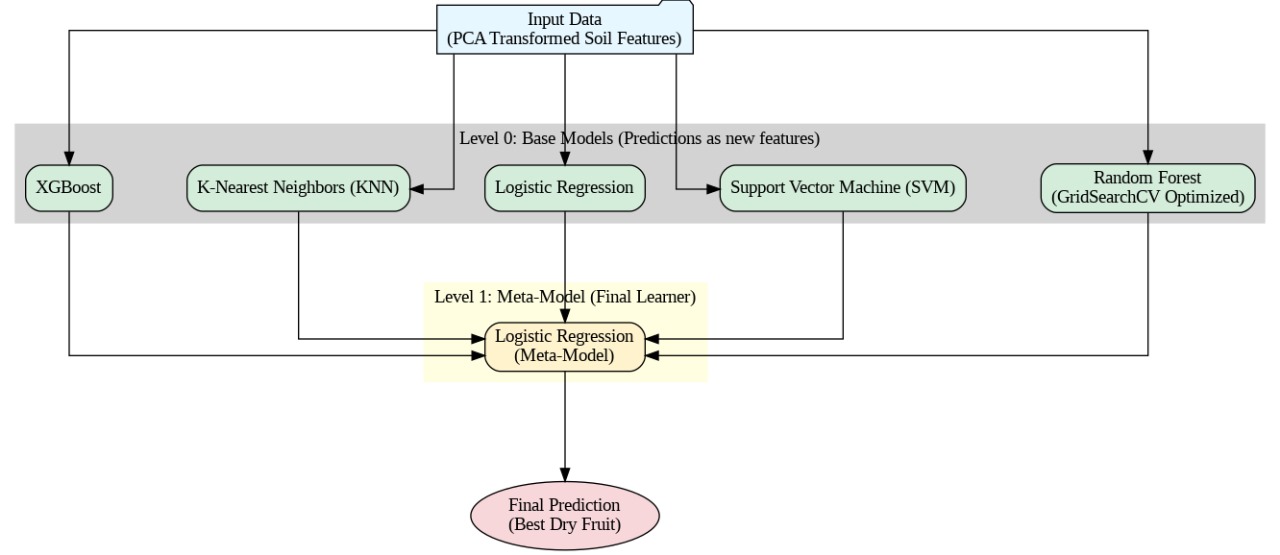 Input Data
(PCA Transformed Soil Features)
Level 0: Base Models (Predictions as new features)
XGBoost
K-Nearest Neighbors (KNN)
Logistic Regression
Support Vector Machine (SVM)
Random Forest
(GridSearchCV Optimized)
Level 1: Meta-Model (Final Learner)
Logistic Regression
(Meta-Model)
Final Prediction
(Best Dry Fruit)